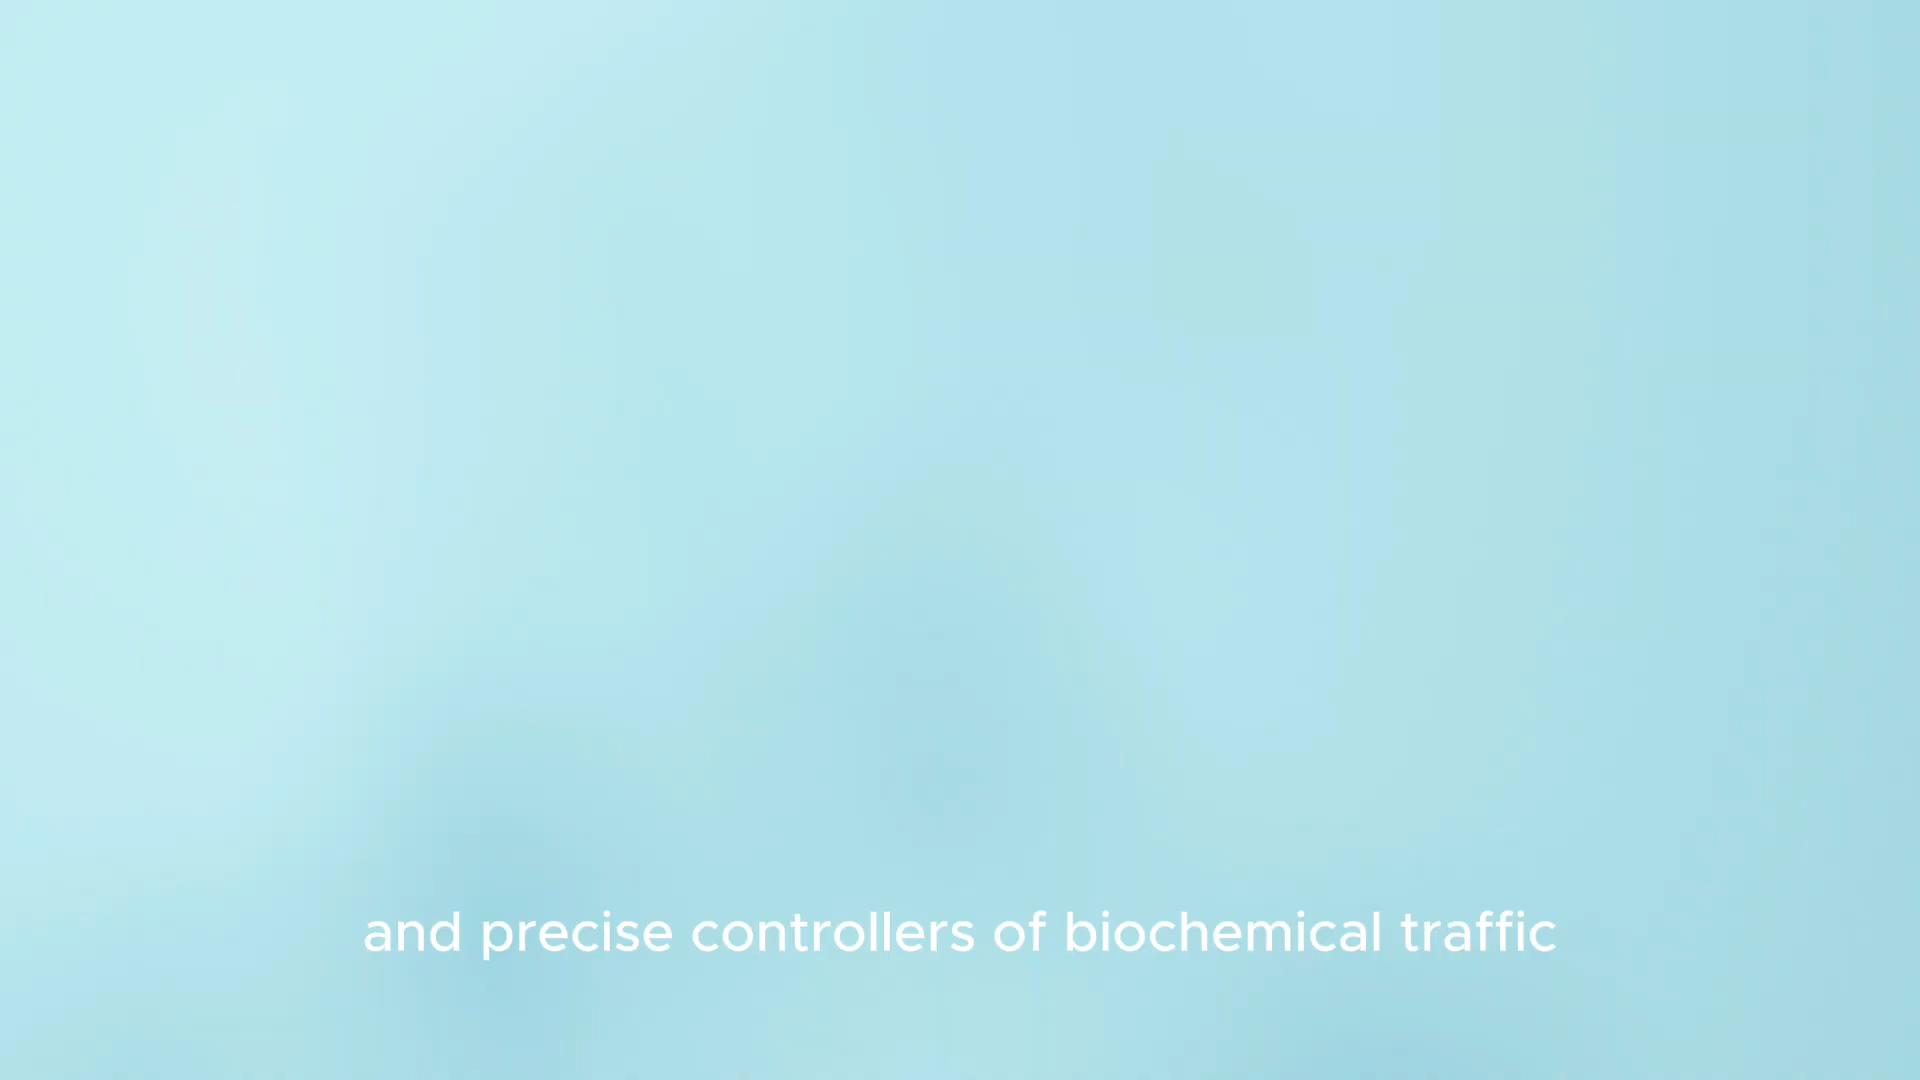 and precise controllers of biochemical traffic